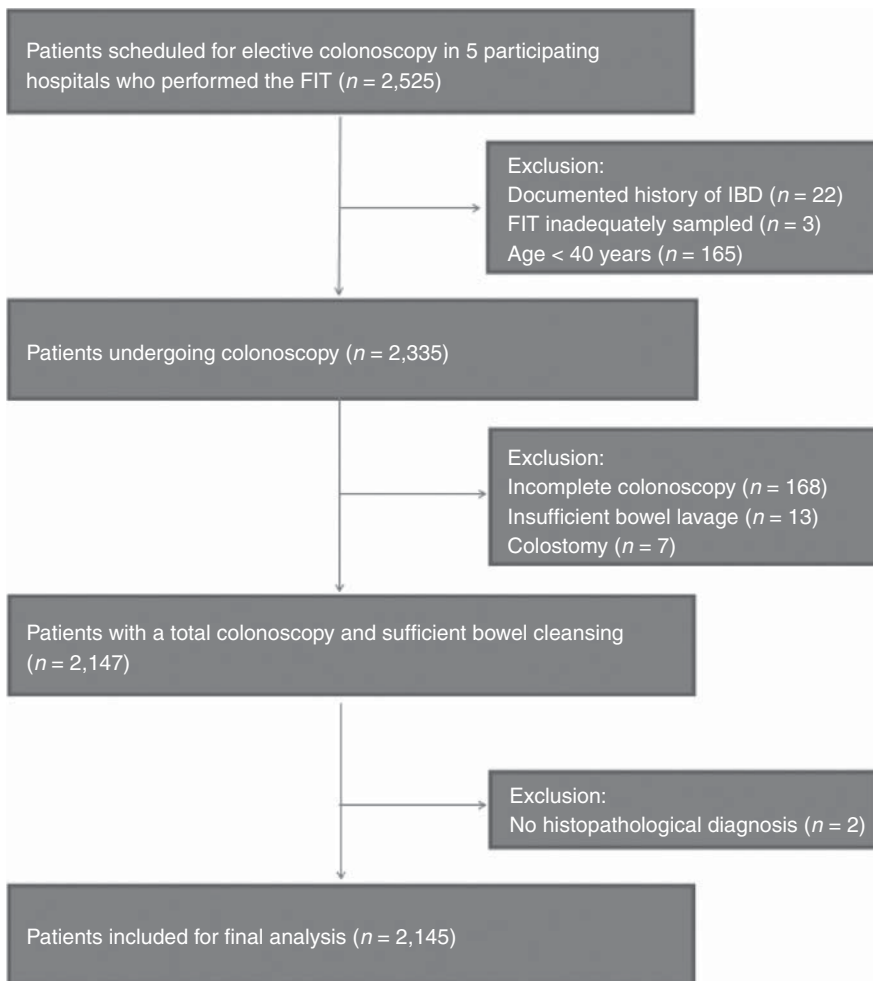 Patients scheduled for elective colonoscopy in 5 participating
hospitals who performed the FIT (n = 2,525)
Exclusion:
Documented history of IBD (n = 22)
FIT inadequately sampled (n = 3)
Age < 40 years (n = 165)
Patients undergoing colonoscopy (n = 2,335)
Exclusion:
Incomplete colonoscopy (n = 168)
Insufficient bowel lavage (n = 13)
Colostomy (n = 7)
Patients with a total colonoscopy and sufficient bowel cleansing
(n = 2,147)
Exclusion:
No histopathological diagnosis (n = 2)
Patients included for final analysis (n = 2,145)